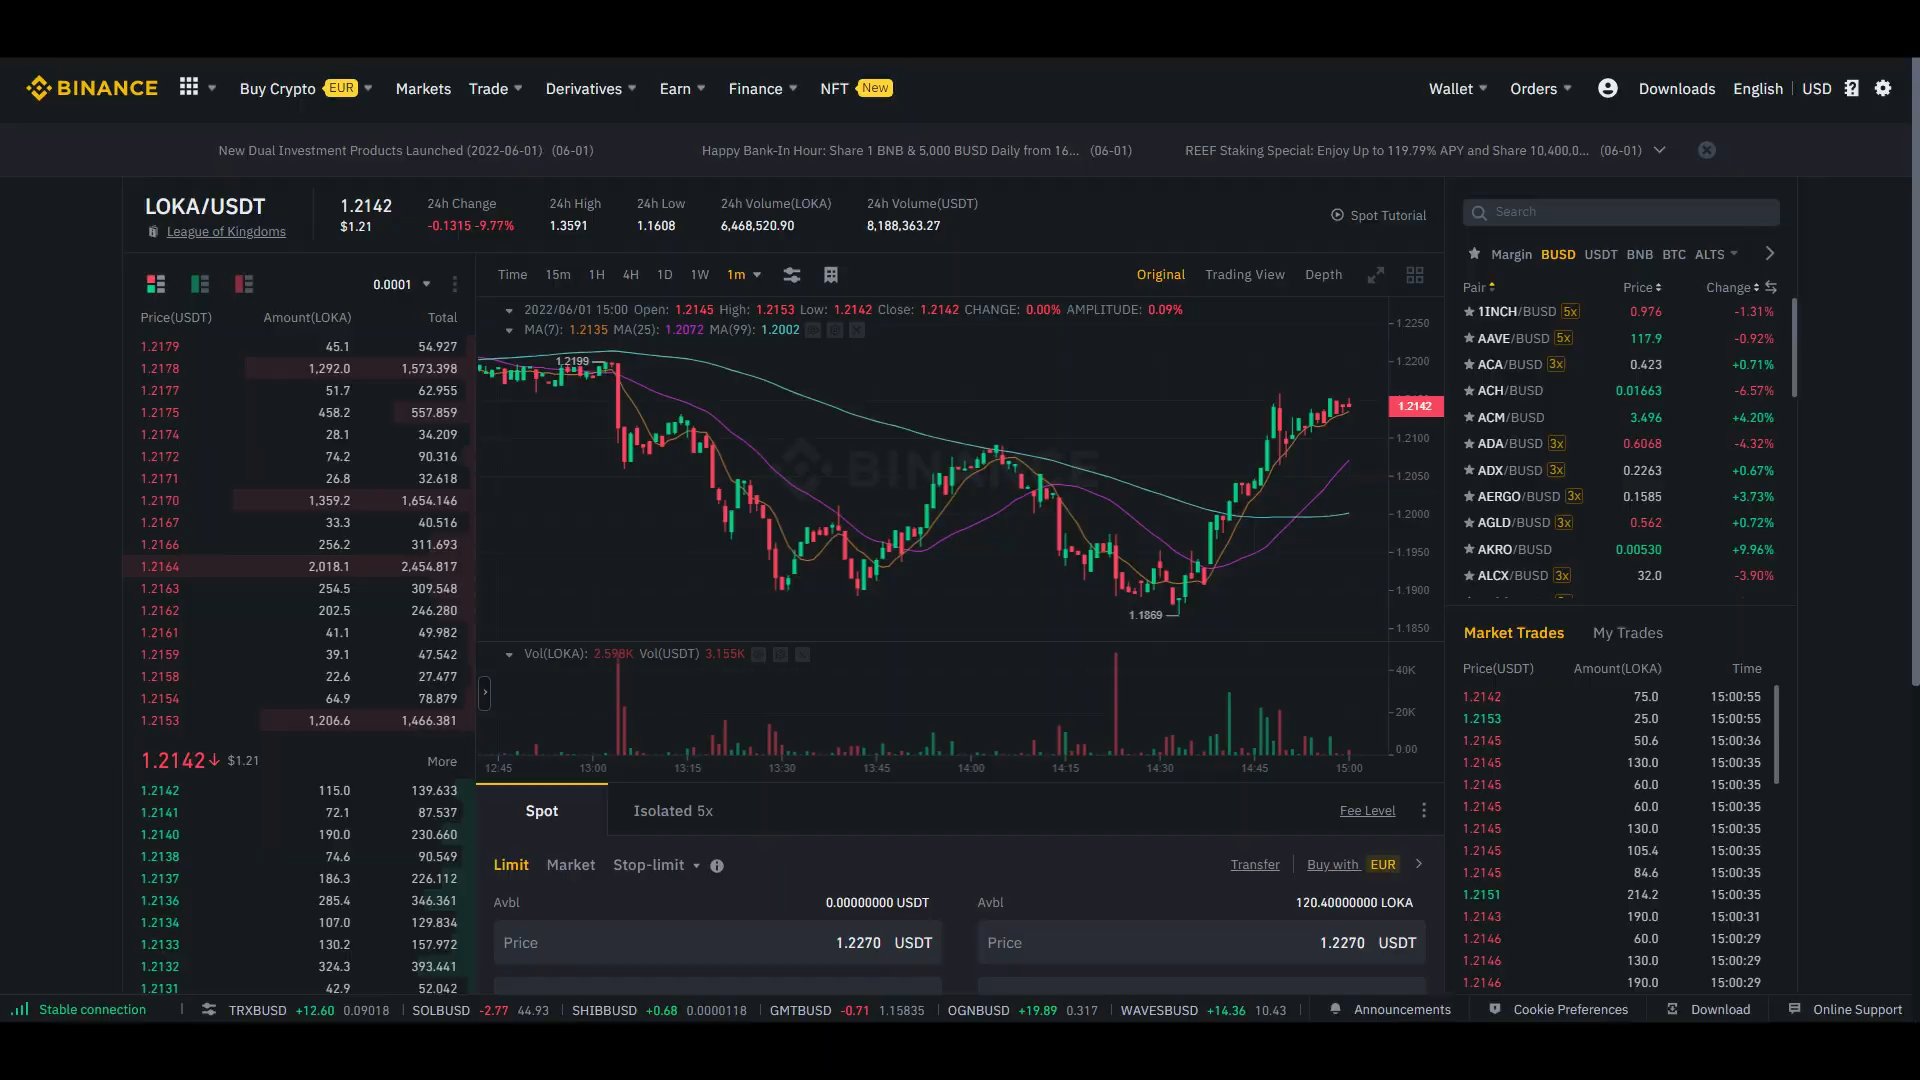 BINANCE Buy Crypto EUR Markets Trade Derivatives Earn Finance NFT New Wallet Orders Downloads English USD
New Dual Investment Products Launched (2022-06-01) (06-01) Happy Bank-In Hour: Share 1 BNB & 5,000 BUSD Daily from 16... (06-01) REEF Staking Special: Enjoy Up to 119.79% APY and Share 10,400,0... (06-01)
LOKA/USDT
League of Kingdoms
1.2142
$1.21
24h Change
-0.1315 -9.77%
24h High
1.3591
24h Low
1.1608
24h Volume(LOKA)
6,468,520.90
24h Volume(USDT)
8,188,363.27
Spot Tutorial
0.0001
Price(USDT) Amount(LOKA) Total
1.2179 45.1 54.927
1.2178 1,292.0 1,573.398
1.2177 51.7 62.955
1.2175 458.2 557.859
1.2174 28.1 34.209
1.2172 74.2 90.316
1.2171 26.8 32.618
1.2170 1,359.2 1,654.146
1.2167 33.3 40.516
1.2166 256.2 311.693
1.2164 2,018.1 2,454.817
1.2163 254.5 309.548
1.2162 202.5 246.280
1.2161 41.1 49.982
1.2159 39.1 47.542
1.2158 22.6 27.477
1.2154 64.9 78.879
1.2153 1,206.6 1,466.381
1.2142 $1.21 More
1.2142 115.0 139.633
1.2141 72.1 87.537
1.2140 190.0 230.660
1.2138 74.6 90.549
1.2137 186.3 226.112
1.2136 285.4 346.361
1.2134 107.0 129.834
1.2133 130.2 157.972
1.2132 324.3 393.441
1.2131 42.9 52.042
Time 15m 1H 4H 1D 1W 1m Original Trading View Depth
2022/06/01 15:00 Open: 1.2145 High: 1.2153 Low: 1.2142 Close: 1.2142 CHANGE: 0.00% AMPLITUDE: 0.09%
MA(7): 1.2135 MA(25): 1.2072 MA(99): 1.2002
BINANCE
1.2199
1.1869
1.2250
1.2200
1.2142
1.2100
1.2050
1.2000
1.1950
1.1900
1.1850
Vol(LOKA): 2.598K Vol(USDT) 3.155K
40K
20K
0.00
12:45 13:00 13:15 13:30 13:45 14:00 14:15 14:30 14:45 15:00
Spot Isolated 5x Fee Level
Limit Market Stop-limit Transfer Buy with EUR
Avbl 0.00000000 USDT Avbl 120.40000000 LOKA
Price 1.2270 USDT Price 1.2270 USDT
Search
Margin BUSD USDT BNB BTC ALTS
Pair Price Change
1INCH/BUSD 5x 0.976 -1.31%
AAVE/BUSD 5x 117.9 -0.92%
ACA/BUSD 3x 0.423 +0.71%
ACH/BUSD 0.01663 -6.57%
ACM/BUSD 3.496 +4.20%
ADA/BUSD 3x 0.6068 -4.32%
ADX/BUSD 3x 0.2263 +0.67%
AERGO/BUSD 3x 0.1585 +3.73%
AGLD/BUSD 3x 0.562 +0.72%
AKRO/BUSD 0.00530 +9.96%
ALCX/BUSD 3x 32.0 -3.90%
Market Trades My Trades
Price(USDT) Amount(LOKA) Time
1.2142 75.0 15:00:55
1.2153 25.0 15:00:55
1.2145 50.6 15:00:36
1.2145 130.0 15:00:35
1.2145 60.0 15:00:35
1.2145 60.0 15:00:35
1.2145 130.0 15:00:35
1.2145 105.4 15:00:35
1.2145 84.6 15:00:35
1.2151 214.2 15:00:35
1.2143 190.0 15:00:31
1.2146 60.0 15:00:29
1.2146 130.0 15:00:29
1.2146 190.0 15:00:29
Stable connection TRXBUSD +12.60 0.09018 SOLBUSD -2.77 44.93 SHIBBUSD +0.68 0.0000118 GMTBUSD -0.71 1.15835 OGNBUSD +19.89 0.317 WAVESBUSD +14.36 10.43 Announcements Cookie Preferences Download Online Support